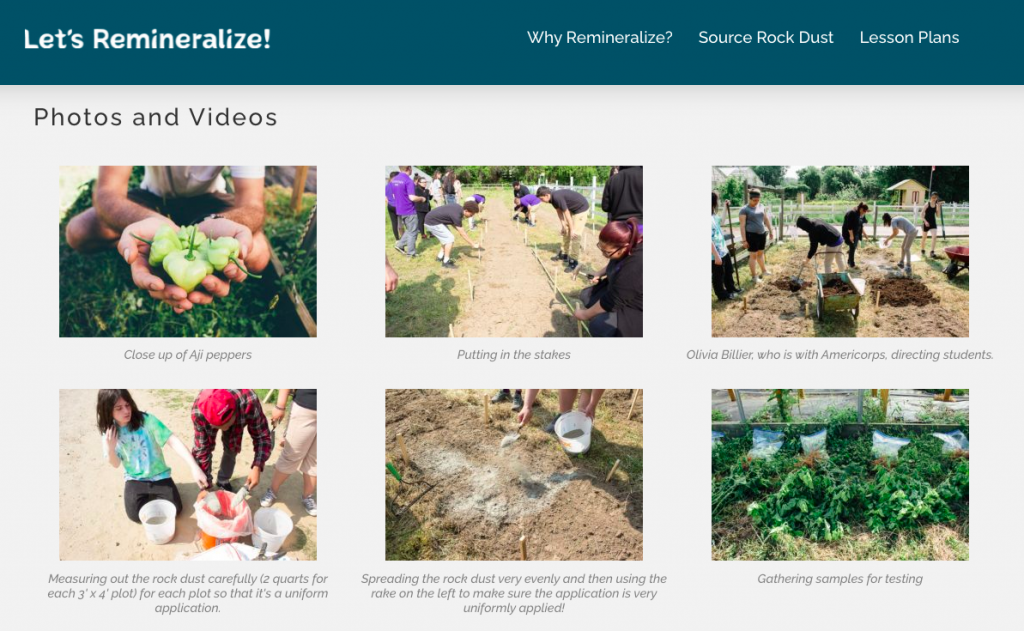 Let's Remineralize!
Why Remineralize? Source Rock Dust Lesson Plans
Photos and Videos
Close up of Aji peppers
Putting in the stakes
Olivia Billier, who is with Americorps, directing students.
Measuring out the rock dust carefully (2 quarts for
each 3' x 4' plot) for each plot so that it's a uniform
application.
Spreading the rock dust very evenly and then using the
rake on the left to make sure the application is very
uniformly applied!
Gathering samples for testing